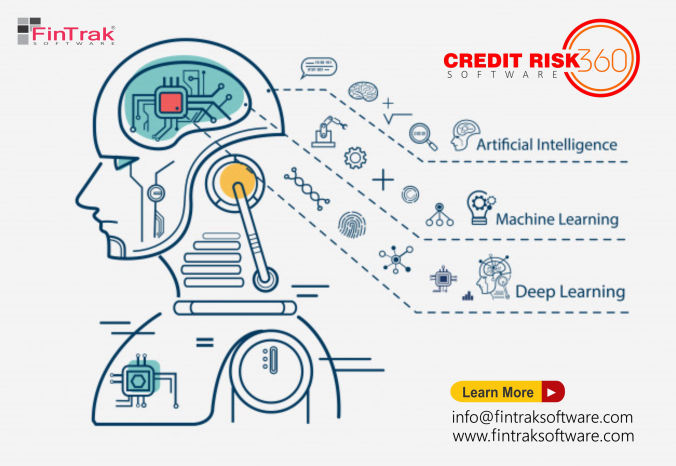 FinTrak®
SOFTWARE
CREDIT RISK 360
SOFTWARE
Artificial Intelligence
Machine Learning
Deep Learning
Learn More
info@fintraksoftware.com
www.fintraksoftware.com